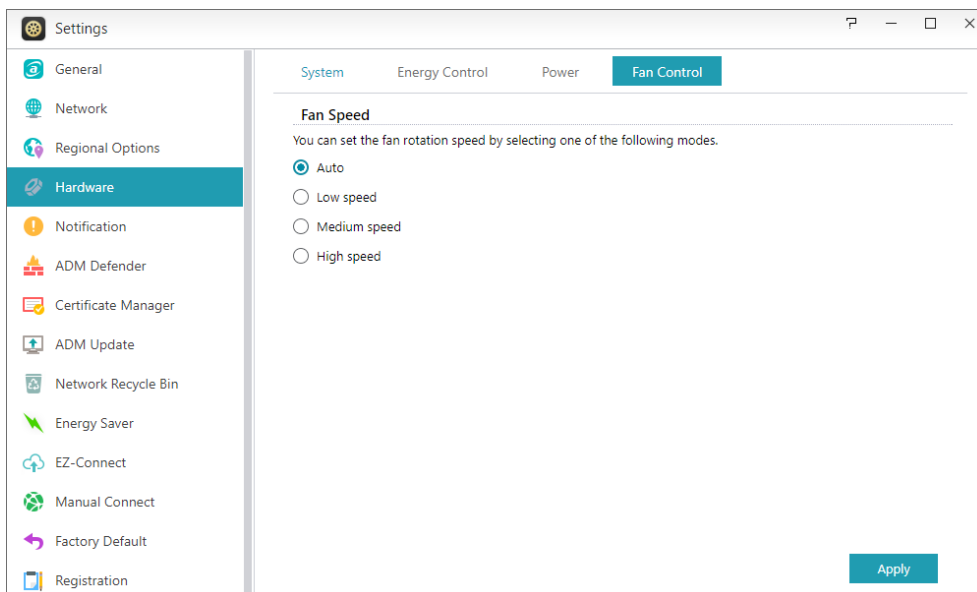 Settings
General
Network
Regional Options
Hardware
Notification
ADM Defender
Certificate Manager
ADM Update
Network Recycle Bin
Energy Saver
EZ-Connect
Manual Connect
Factory Default
Registration
System Energy Control Power Fan Control
Fan Speed
You can set the fan rotation speed by selecting one of the following modes.
Auto
Low speed
Medium speed
High speed
Apply